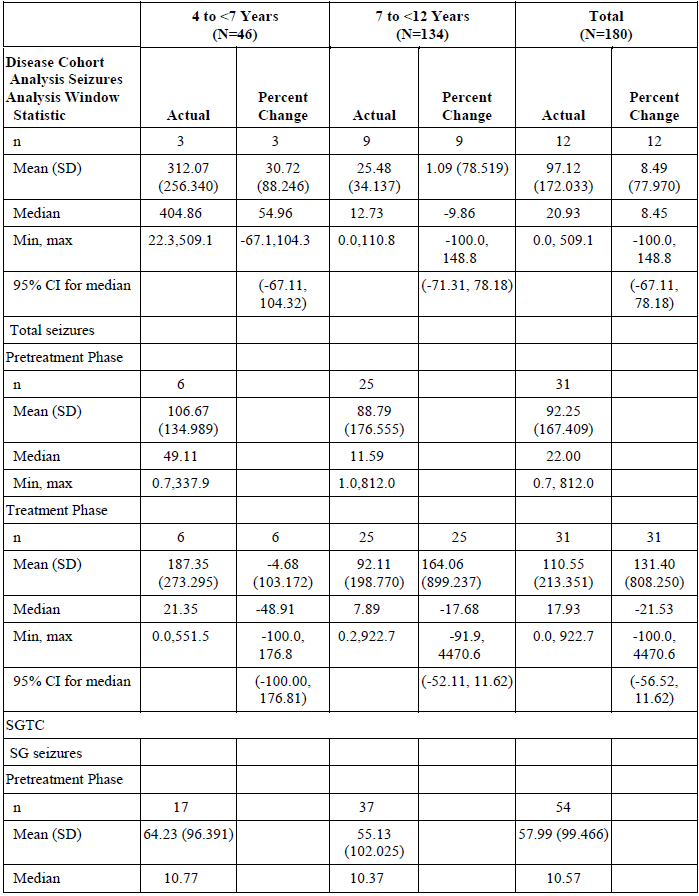 4 to <7 Years 7 to <12 Years Total
(N=46) (N=134) (N=180)
Disease Cohort
Analysis Seizures
Analysis Window Percent Percent Percent
Statistic Actual Change Actual Change Actual Change
n 3 3 9 9 12 12
Mean (SD) 312.07 30.72 25.48 1.09 (78.519) 97.12 8.49
(256.340) (88.246) (34.137) (172.033) (77.970)
Median 404.86 54.96 12.73 -9.86 20.93 8.45
Min, max 22.3,509.1 -67.1,104.3 0.0,110.8 -100.0, 0.0, 509.1 -100.0,
148.8 148.8
95% CI for median (-67.11, (-71.31, 78.18) (-67.11,
104.32) 78.18)
Total seizures
Pretreatment Phase
n 6 25 31
Mean (SD) 106.67 88.79 92.25
(134.989) (176.555) (167.409)
Median 49.11 11.59 22.00
Min, max 0.7,337.9 1.0,812.0 0.7, 812.0
Treatment Phase
n 6 6 25 25 31 31
Mean (SD) 187.35 -4.68 92.11 164.06 110.55 131.40
(273.295) (103.172) (198.770) (899.237) (213.351) (808.250)
Median 21.35 -48.91 7.89 -17.68 17.93 -21.53
Min, max 0.0,551.5 -100.0, 0.2,922.7 -91.9, 0.0, 922.7 -100.0,
176.8 4470.6 4470.6
95% CI for median (-100.00, (-52.11, 11.62) (-56.52,
176.81) 11.62)
SGTC
SG seizures
Pretreatment Phase
n 17 37 54
Mean (SD) 64.23 (96.391) 55.13 57.99 (99.466)
(102.025)
Median 10.77 10.37 10.57